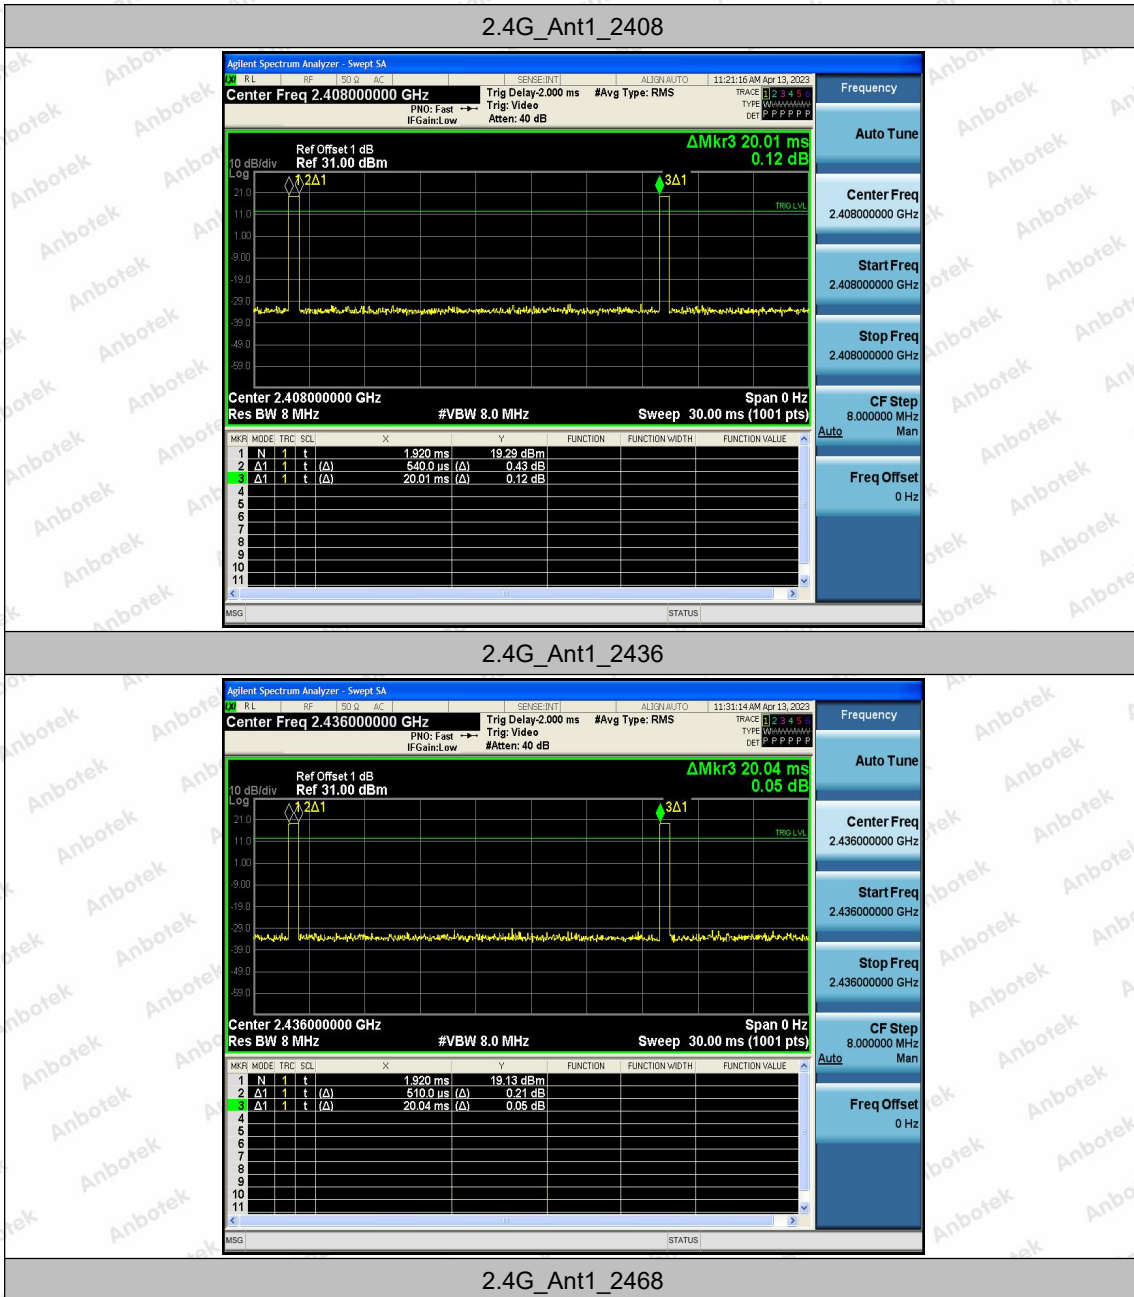 2.4G_Ant1_2408
Agilent Spectrum Analyzer - Swept SA
LXI RL RF 50 Ω AC SENSE:INT ALIGNAUTO 11:21:16 AM Apr 13, 2023
Center Freq 2.408000000 GHz
Trig Delay-2.000 ms #Avg Type: RMS
TRACE 1 2 3 4 5 6
PNO: Fast
Trig: Video
TYPE W
IFGain:Low
Atten: 40 dB
DET P P P P P P
Frequency
Auto Tune
ΔMkr3 20.01 ms
0.12 dB
Ref Offset 1 dB
10 dB/div Ref 31.00 dBm
Log
1 2Δ1 3Δ1
21.0
TRIG LVL
11.0
1.00
-9.00
-19.0
-29.0
-39.0
-49.0
-59.0
Center Freq
2.408000000 GHz
Start Freq
2.408000000 GHz
Stop Freq
2.408000000 GHz
CF Step
8.000000 MHz
Auto Man
Freq Offset
0 Hz
Center 2.408000000 GHz Span 0 Hz
Res BW 8 MHz #VBW 8.0 MHz Sweep 30.00 ms (1001 pts)
MKR MODE TRC SCL X Y FUNCTION FUNCTION WIDTH FUNCTION VALUE
1 N 1 t 1.920 ms 19.29 dBm
2 Δ1 1 t (Δ) 540.0 µs (Δ) 0.43 dB
3 Δ1 1 t (Δ) 20.01 ms (Δ) 0.12 dB
4
5
6
7
8
9
10
11
MSG STATUS
2.4G_Ant1_2436
Agilent Spectrum Analyzer - Swept SA
LXI RL RF 50 Ω AC SENSE:INT ALIGNAUTO 11:31:14 AM Apr 13, 2023
Center Freq 2.436000000 GHz
Trig Delay-2.000 ms #Avg Type: RMS
TRACE 1 2 3 4 5 6
PNO: Fast
Trig: Video
TYPE W
IFGain:Low
#Atten: 40 dB
DET P P P P P P
Frequency
Auto Tune
ΔMkr3 20.04 ms
0.05 dB
Ref Offset 1 dB
10 dB/div Ref 31.00 dBm
Log
1 2Δ1 3Δ1
21.0
TRIG LVL
11.0
1.00
-9.00
-19.0
-29.0
-39.0
-49.0
-59.0
Center Freq
2.436000000 GHz
Start Freq
2.436000000 GHz
Stop Freq
2.436000000 GHz
CF Step
8.000000 MHz
Auto Man
Freq Offset
0 Hz
Center 2.436000000 GHz Span 0 Hz
Res BW 8 MHz #VBW 8.0 MHz Sweep 30.00 ms (1001 pts)
MKR MODE TRC SCL X Y FUNCTION FUNCTION WIDTH FUNCTION VALUE
1 N 1 t 1.920 ms 19.13 dBm
2 Δ1 1 t (Δ) 510.0 µs (Δ) 0.21 dB
3 Δ1 1 t (Δ) 20.04 ms (Δ) 0.05 dB
4
5
6
7
8
9
10
11
MSG STATUS
2.4G_Ant1_2468